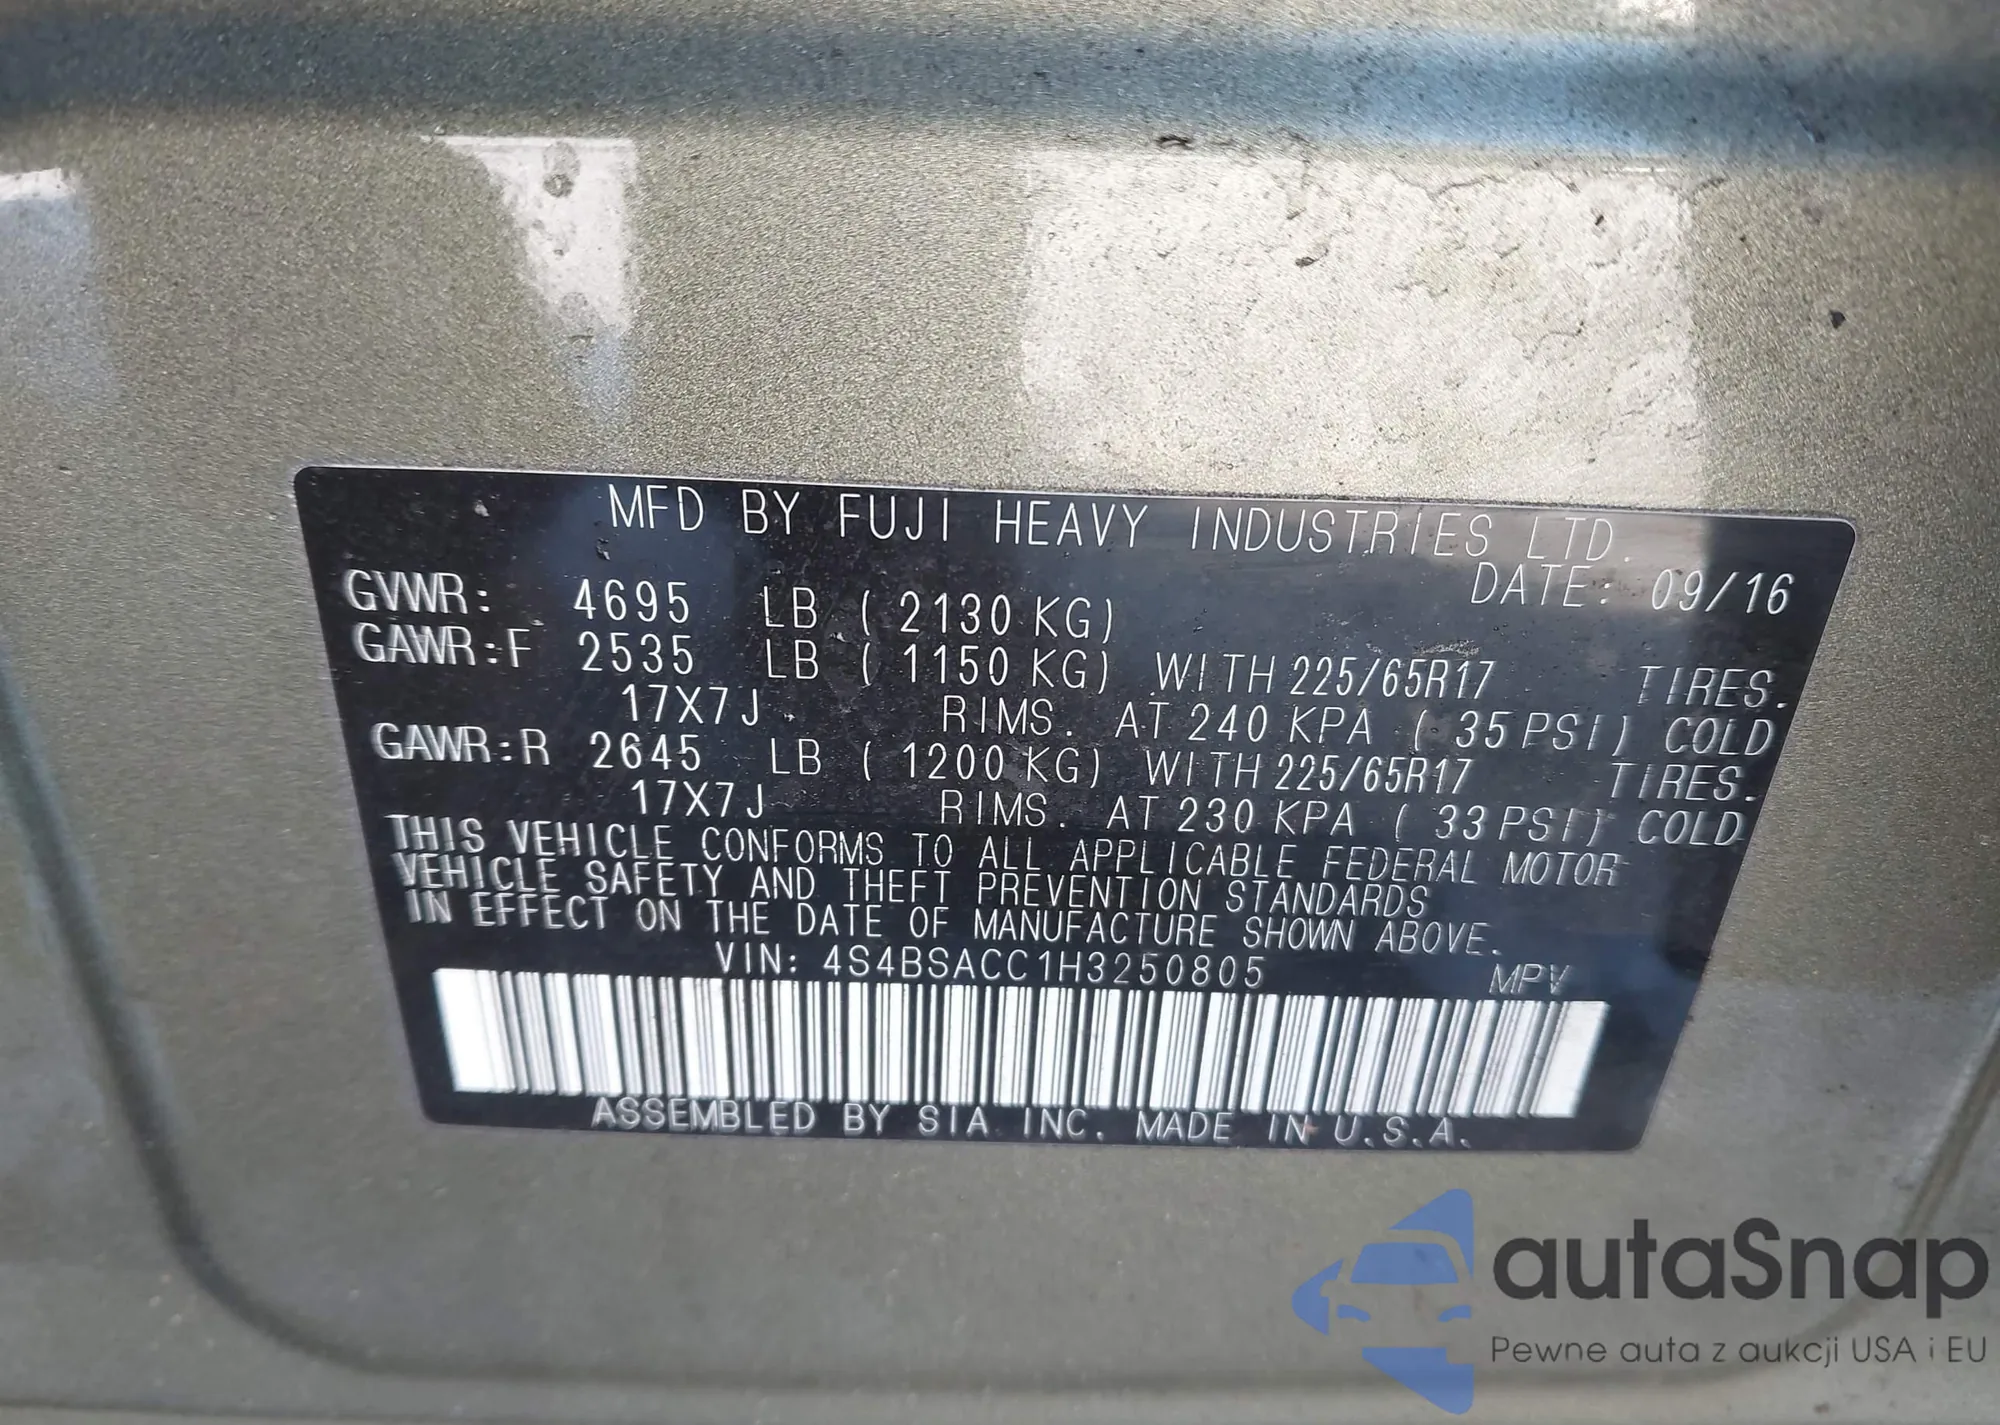 MFD BY FUJI HEAVY INDUSTRIES LTD.
DATE: 09/16
GVWR: 4695 LB ( 2130 KG)
GAWR:F 2535 LB ( 1150 KG) WITH 225/65R17 TIRES.
17X7J RIMS. AT 240 KPA ( 35 PSI) COLD
GAWR:R 2645 LB ( 1200 KG) WITH 225/65R17 TIRES.
17X7J RIMS. AT 230 KPA ( 33 PSI) COLD
THIS VEHICLE CONFORMS TO ALL APPLICABLE FEDERAL MOTOR
VEHICLE SAFETY AND THEFT PREVENTION STANDARDS
IN EFFECT ON THE DATE OF MANUFACTURE SHOWN ABOVE.
VIN: 4S4BSACC1H3250805 MPV
ASSEMBLED BY SIA INC. MADE IN U.S.A.
autaSnap
Pewne auta z aukcji USA i EU